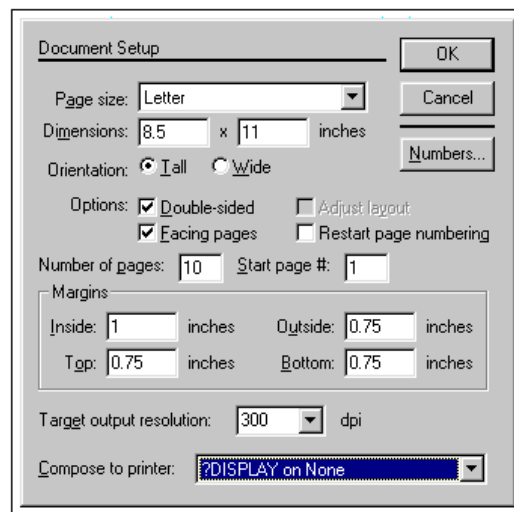 Document Setup
OK
Page size: Letter
Cancel
Dimensions: 8.5 x 11 inches
Numbers...
Orientation: Tall Wide
Options: Double-sided Adjust layout
Facing pages Restart page numbering
Number of pages: 10 Start page #: 1
Margins
Inside: 1 inches Outside: 0.75 inches
Top: 0.75 inches Bottom: 0.75 inches
Target output resolution: 300 dpi
Compose to printer: ?DISPLAY on None